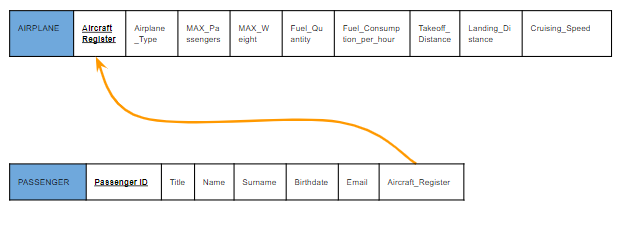 AIRPLANE Aircraft Airplane MAX_Pa MAX_W Fuel_Qu Fuel_Consump Takeoff_ Landing_Di Cruising_Speed
Register _Type ssengers eight antity tion_per_hour Distance stance
PASSENGER Passenger ID Title Name Surname Birthdate Email Aircraft_Register